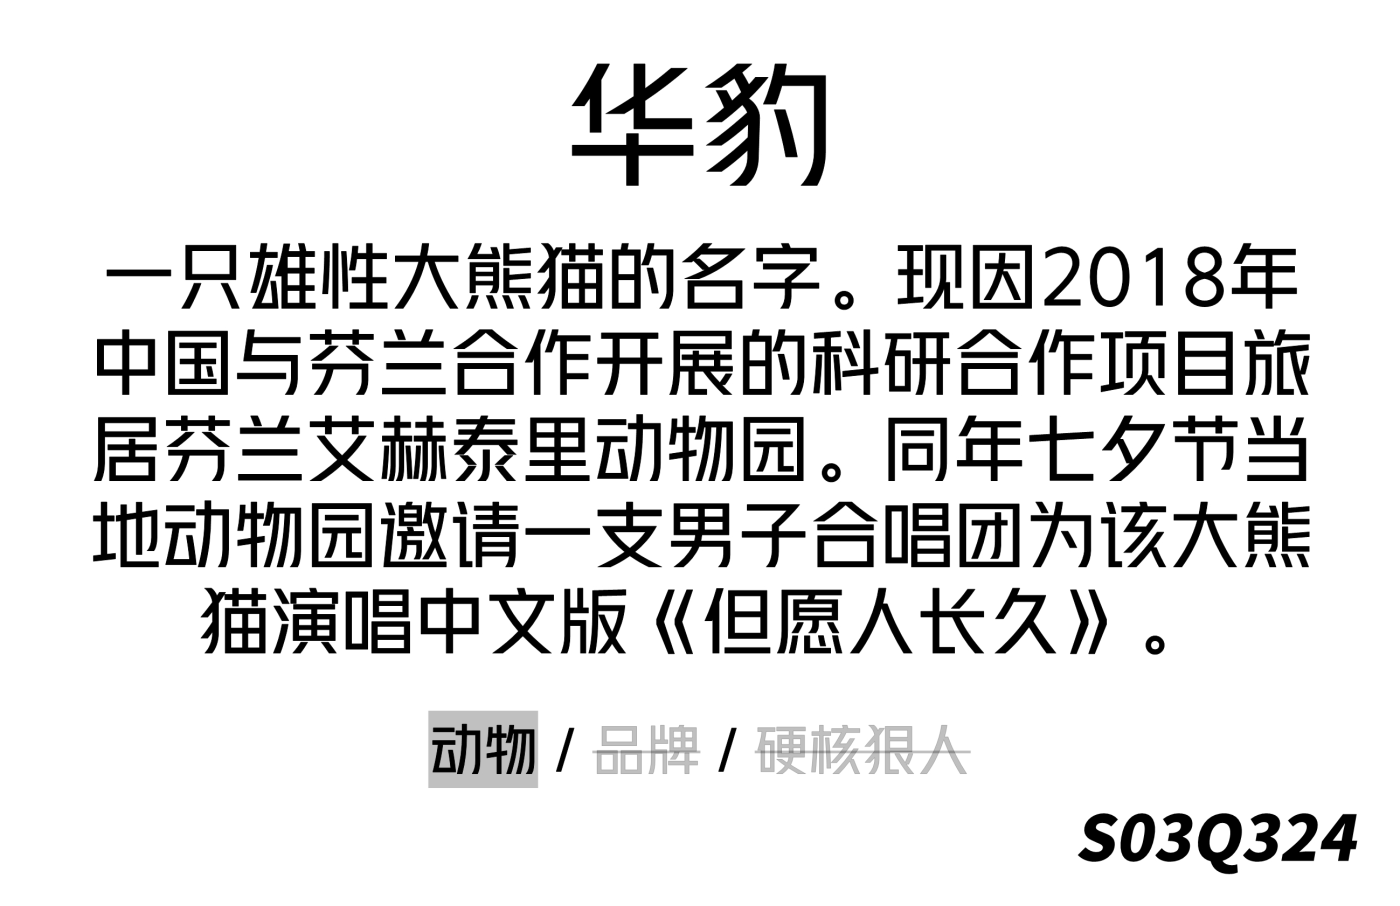 华豹
一只雄性大熊猫的名字。现因2018年
中国与芬兰合作开展的科研合作项目旅
居芬兰艾赫泰里动物园。同年七夕节当
地动物园邀请一支男子合唱团为该大熊
猫演唱中文版《但愿人长久》。
动物 / 品牌 / 硬核狠人
S03Q324